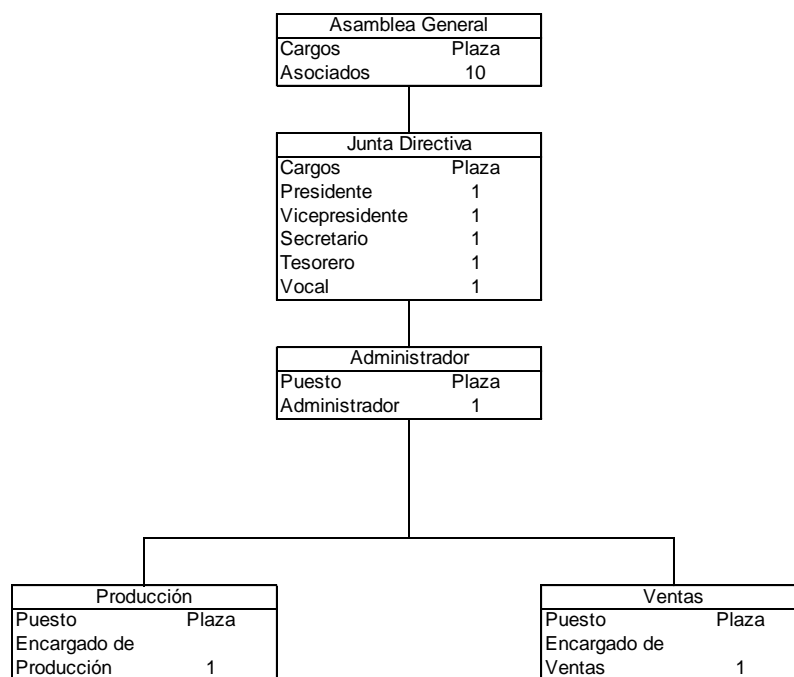 Asamblea General
Cargos Plaza
Asociados 10
Junta Directiva
Cargos Plaza
Presidente 1
Vicepresidente 1
Secretario 1
Tesorero 1
Vocal 1
Administrador
Puesto Plaza
Administrador 1
Producción
Puesto Plaza
Encargado de
Producción 1
Ventas
Puesto Plaza
Encargado de
Ventas 1